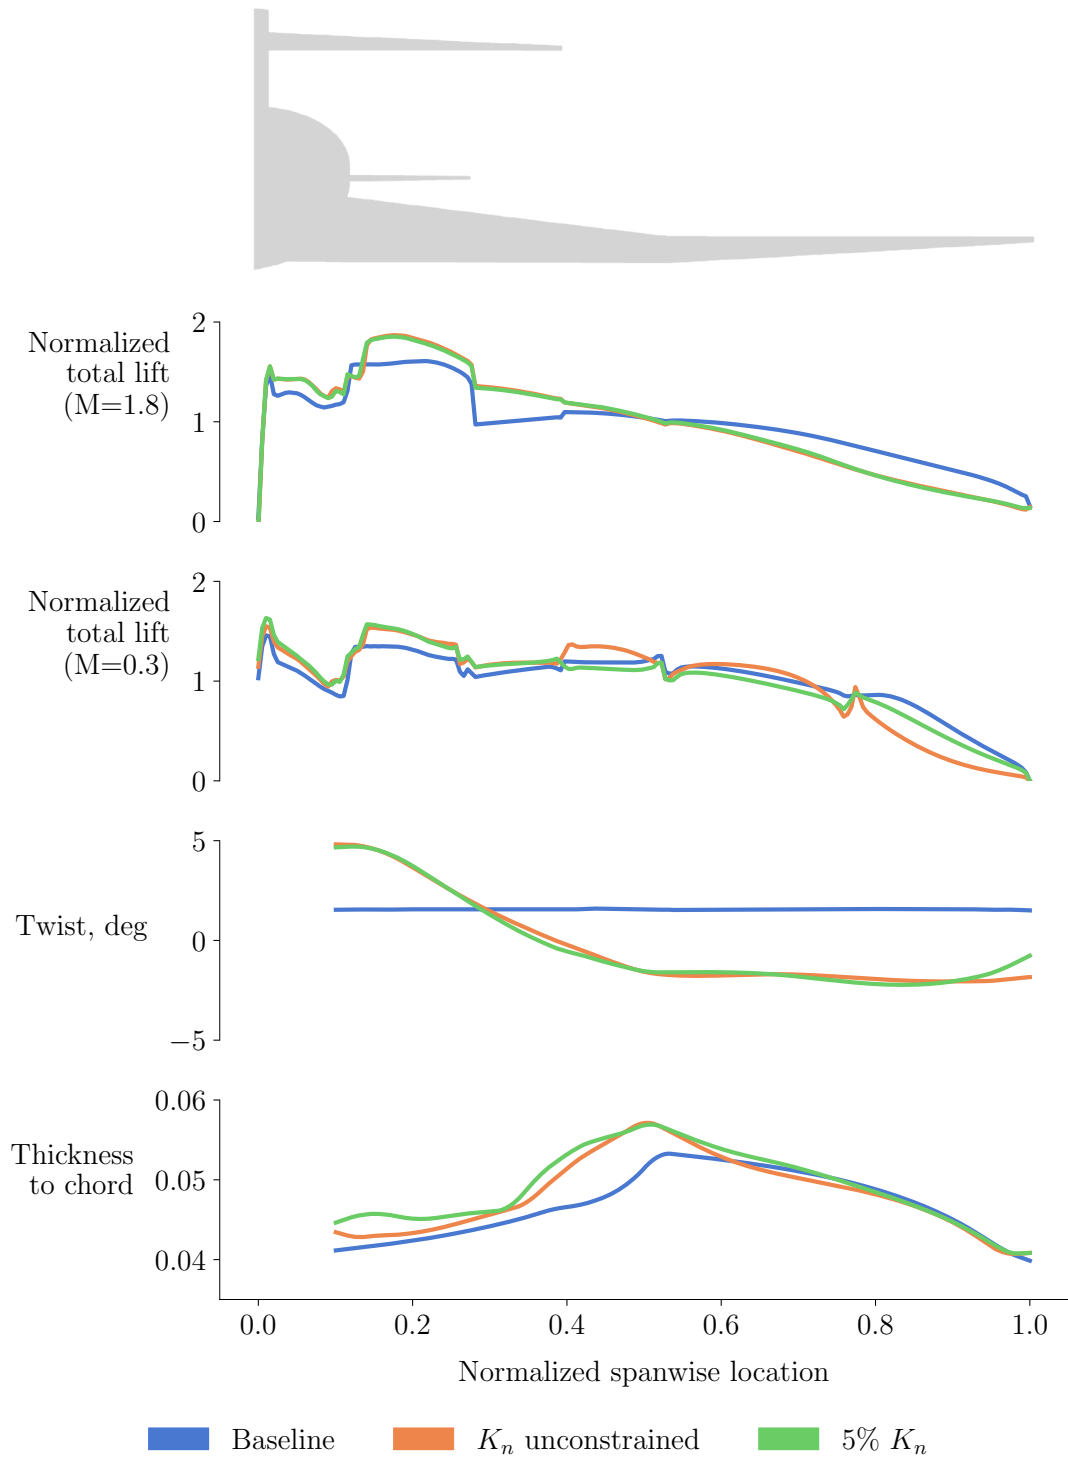 Normalized
total lift
(M=1.8)
2
1
0
Normalized
total lift
(M=0.3)
2
1
0
Twist, deg
5
0
−5
Thickness
to chord
0.06
0.05
0.04
0.0 0.2 0.4 0.6 0.8 1.0
Normalized spanwise location
Baseline Kn unconstrained 5% Kn